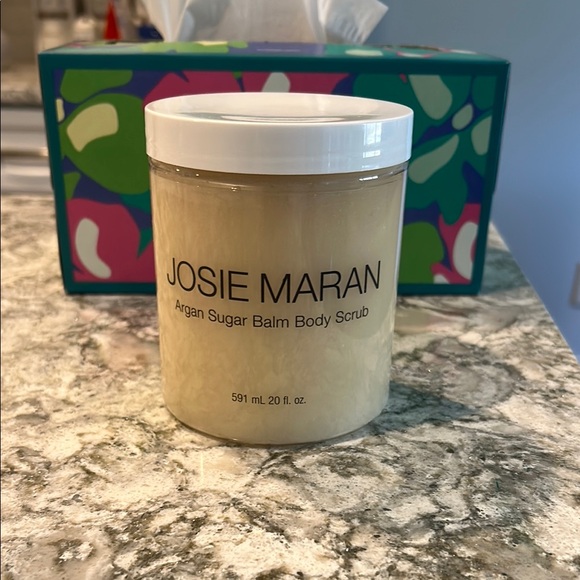 JOSIE MARAN
Argan Sugar Balm Body Scrub
591 mL 20 fl. oz.